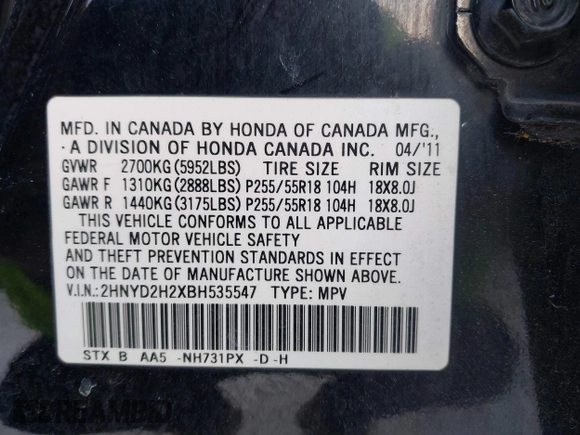 MFD. IN CANADA BY HONDA OF CANADA MFG.,
A DIVISION OF HONDA CANADA INC. 04/'11
GVWR 2700KG(5952LBS) TIRE SIZE RIM SIZE
GAWR F 1310KG(2888LBS) P255/55R18 104H 18X8.0J
GAWR R 1440KG(3175LBS) P255/55R18 104H 18X8.0J
THIS VEHICLE CONFORMS TO ALL APPLICABLE
FEDERAL MOTOR VEHICLE SAFETY
AND THEFT PREVENTION STANDARDS IN EFFECT ON
THE DATE OF MANUFACTURE SHOWN ABOVE.
V.I.N.:2HNYD2H2XBH535547 TYPE: MPV
STX B AA5 -NH731PX -D -H